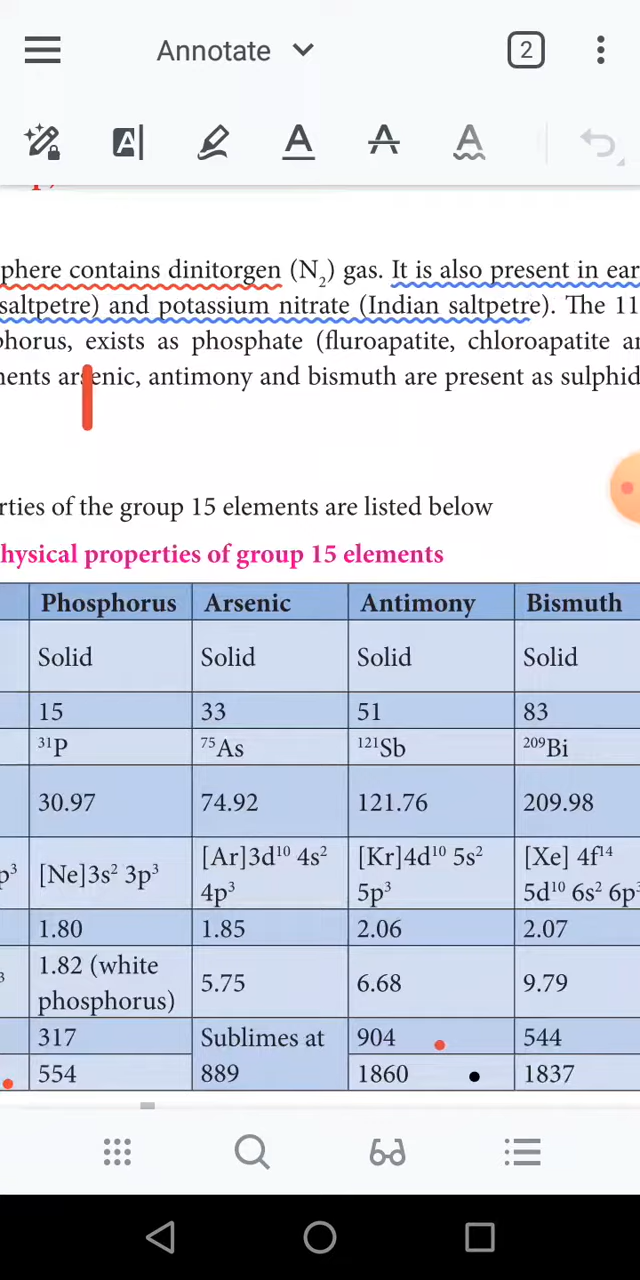 Annotate
2
A A A A
phere contains dinitorgen (N₂) gas. It is also present in ear
saltpetre) and potassium nitrate (Indian saltpetre). The 11
horus, exists as phosphate (fluroapatite, chloroapatite an
ments arsenic, antimony and bismuth are present as sulphid
rties of the group 15 elements are listed below
hysical properties of group 15 elements
Phosphorus Arsenic Antimony Bismuth
Solid Solid Solid Solid
15 33 51 83
³¹P ⁷⁵As ¹²¹Sb ²⁰⁹Bi
30.97 74.92 121.76 209.98
p³ [Ne]3s² 3p³ [Ar]3d¹⁰ 4s² 4p³ [Kr]4d¹⁰ 5s² 5p³ [Xe] 4f¹⁴ 5d¹⁰ 6s² 6p³
1.80 1.85 2.06 2.07
3 1.82 (white phosphorus) 5.75 6.68 9.79
317 Sublimes at 889 904 544
554 1860 1837